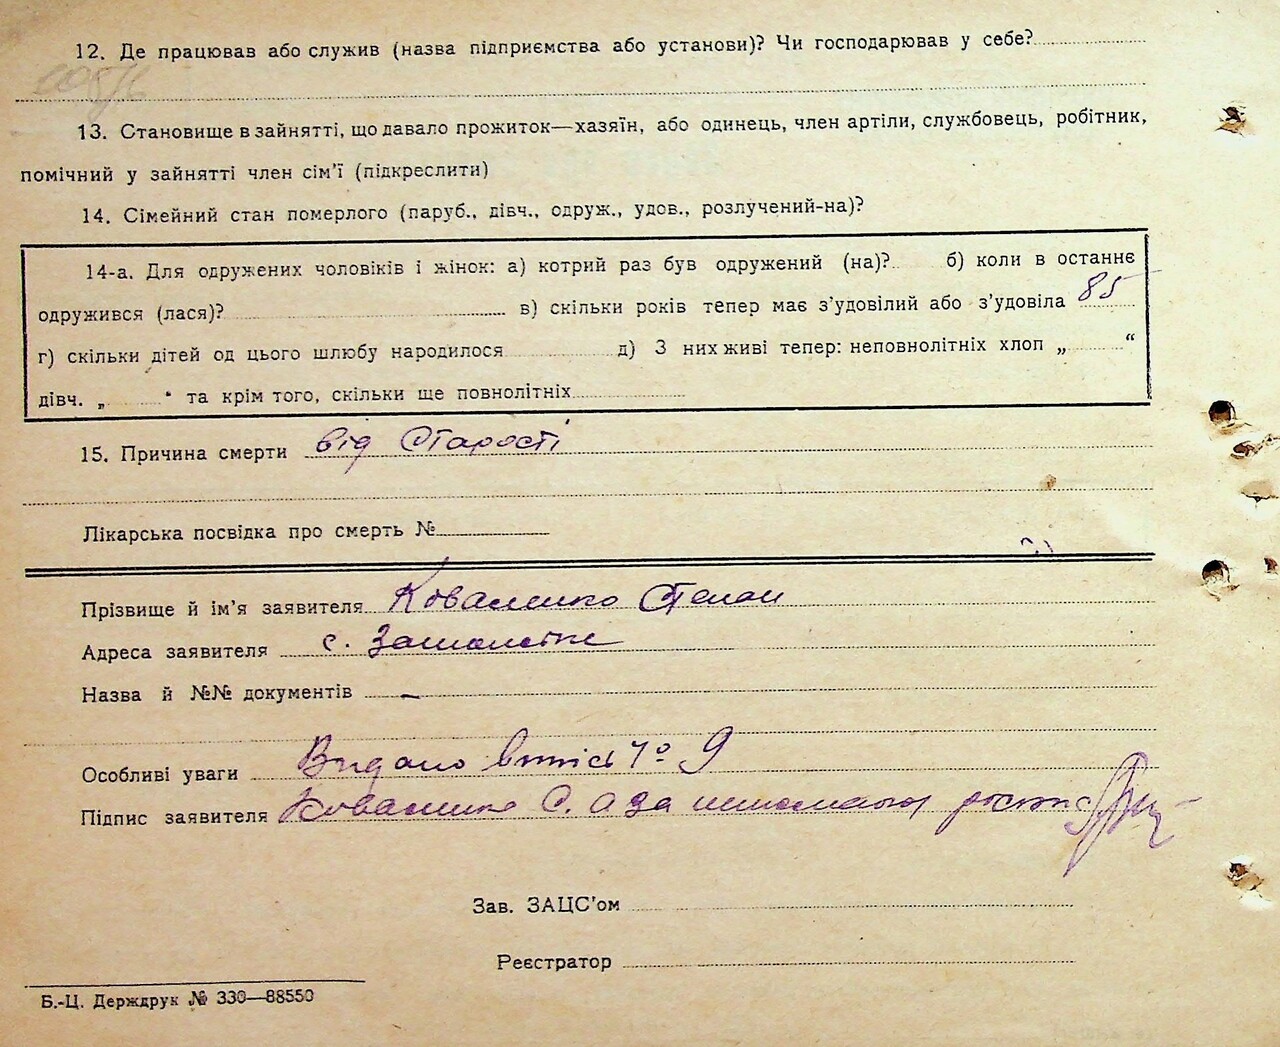 12. Де працював або служив (назва підприємства або установи)? Чи господарював у себе?
13. Становище в зайнятті, що давало прожиток—хазяїн, або одинець, член артіли, службовець, робітник,
помічний у зайнятті член сім'ї (підкреслити)
14. Сімейний стан померлого (паруб., дівч., одруж., удов., розлучений-на)?
14-а. Для одружених чоловіків і жінок: а) котрий раз був одружений (на)? б) коли в останнє
одружився (лася)? в) скільки років тепер має з'удовілий або з'удовіла 85
г) скільки дітей од цього шлюбу народилося д) З них живі тепер: неповнолітніх хлоп „ “
дівч. „ “ та крім того, скільки ще повнолітніх
15. Причина смерти від Старості
Лікарська посвідка про смерть №
Прізвище й ім'я заявителя Коваленко Степан
Адреса заявителя с.
Назва й №№ документів —
Особливі уваги Видано 9
Підпис заявителя Коваленко С. а за
Зав. ЗАЦС'ом
Реєстратор
Б.-Ц. Держдрук № 330—88550